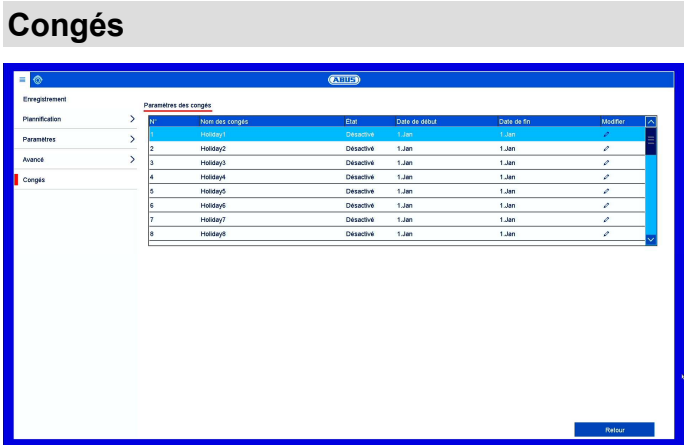 Congés
ABUS
Enregistrement
Plannification
Paramètres
Avancé
Congés
Paramètres des congés
N° Nom des congés Etat Date de début Date de fin Modifier
1 Holiday1 Désactivé 1.Jan 1.Jan
2 Holiday2 Désactivé 1.Jan 1.Jan
3 Holiday3 Désactivé 1.Jan 1.Jan
4 Holiday4 Désactivé 1.Jan 1.Jan
5 Holiday5 Désactivé 1.Jan 1.Jan
6 Holiday6 Désactivé 1.Jan 1.Jan
7 Holiday7 Désactivé 1.Jan 1.Jan
8 Holiday8 Désactivé 1.Jan 1.Jan
Retour